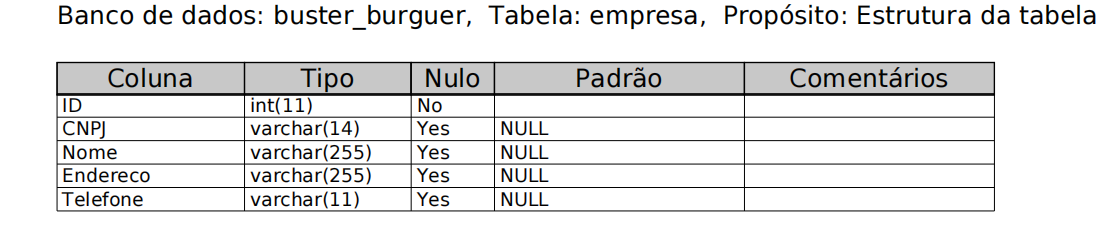 Banco de dados: buster_burguer, Tabela: empresa, Propósito: Estrutura da tabela
Coluna Tipo Nulo Padrão Comentários
ID int(11) No
CNPJ varchar(14) Yes NULL
Nome varchar(255) Yes NULL
Endereco varchar(255) Yes NULL
Telefone varchar(11) Yes NULL